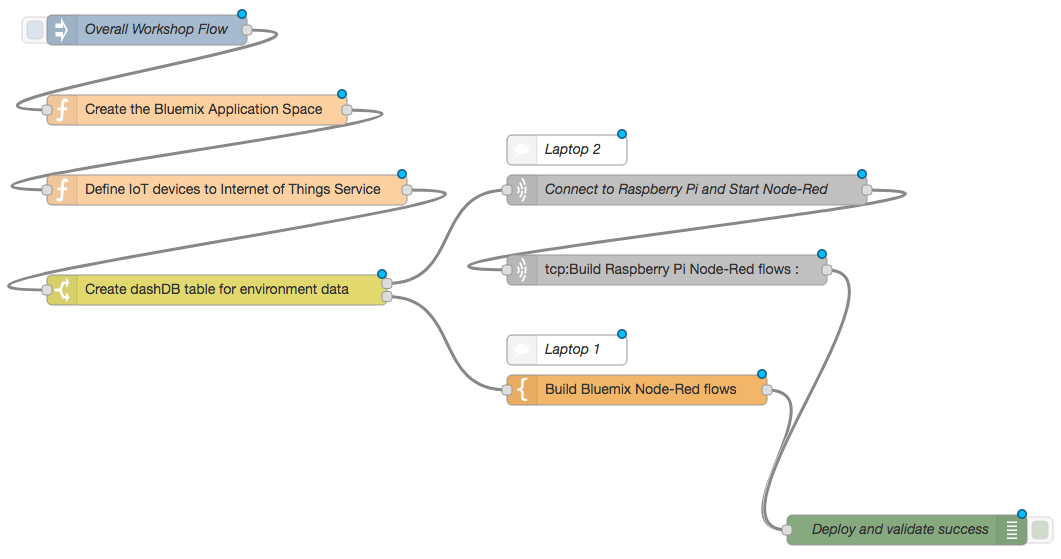 Overall Workshop Flow
Create the Bluemix Application Space
Define IoT devices to Internet of Things Service
Create dashDB table for environment data
Laptop 2
Connect to Raspberry Pi and Start Node-Red
tcp:Build Raspberry Pi Node-Red flows :
Laptop 1
Build Bluemix Node-Red flows
Deploy and validate success